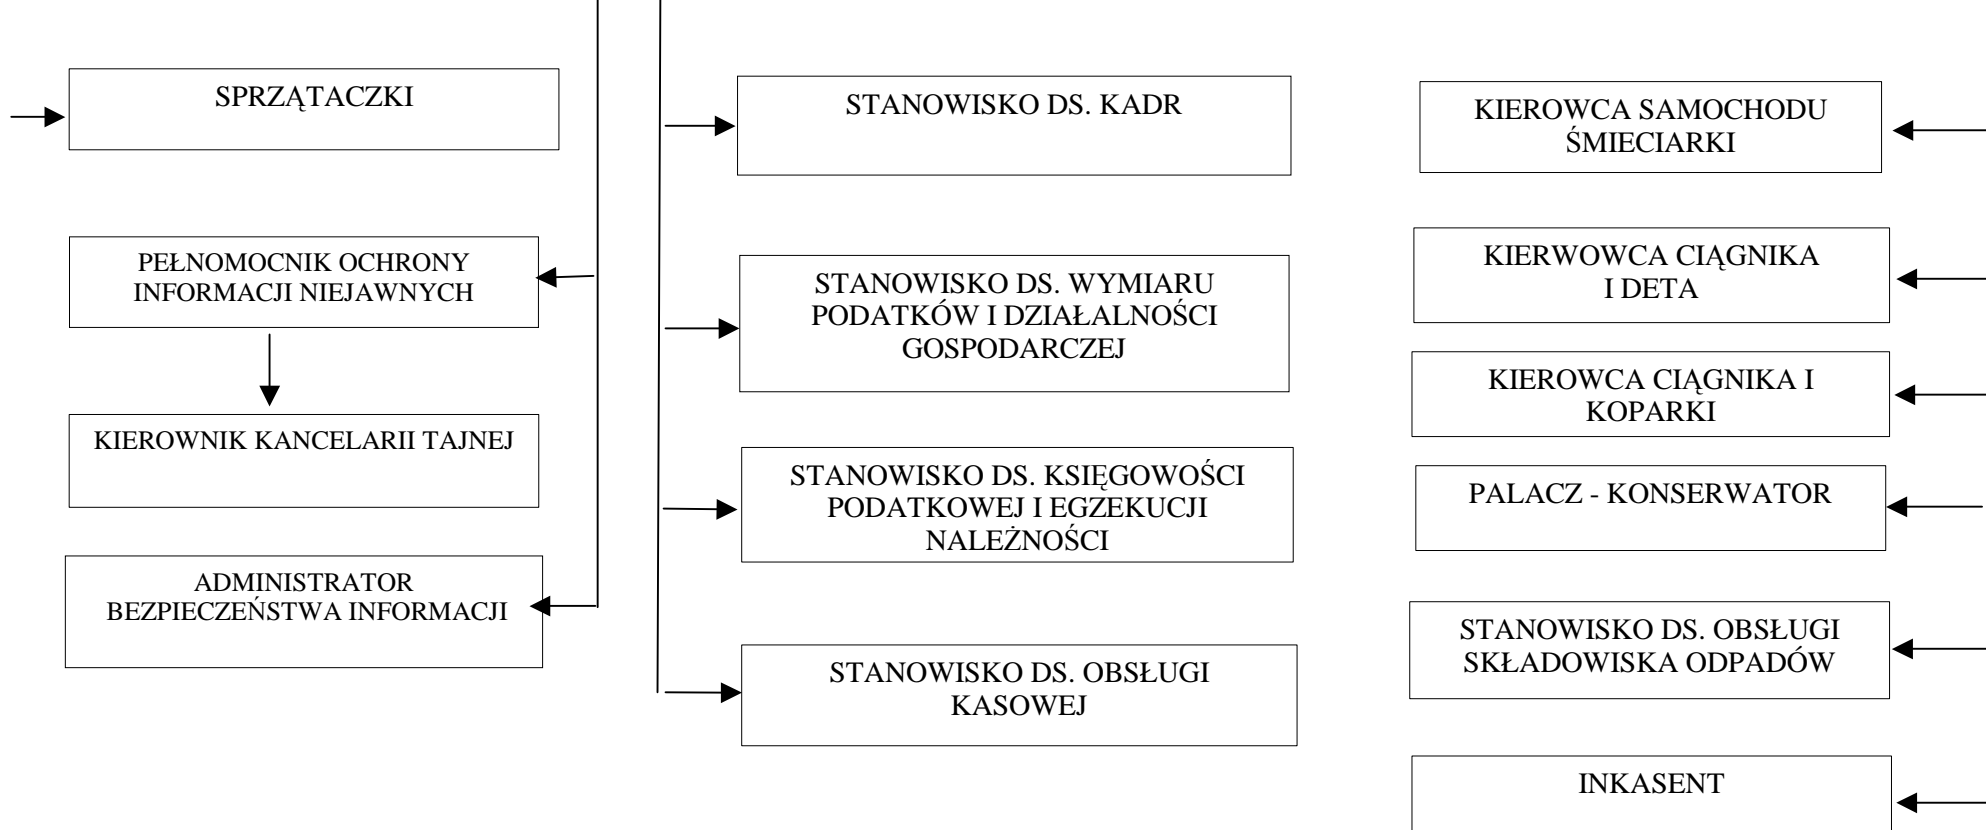 SPRZĄTACZKI
PEŁNOMOCNIK OCHRONY
INFORMACJI NIEJAWNYCH
KIEROWNIK KANCELARII TAJNEJ
ADMINISTRATOR
BEZPIECZEŃSTWA INFORMACJI
STANOWISKO DS. KADR
STANOWISKO DS. WYMIARU
PODATKÓW I DZIAŁALNOŚCI
GOSPODARCZEJ
STANOWISKO DS. KSIĘGOWOŚCI
PODATKOWEJ I EGZEKUCJI
NALEŻNOŚCI
STANOWISKO DS. OBSŁUGI
KASOWEJ
KIEROWCA SAMOCHODU
ŚMIECIARKI
KIERWOWCA CIĄGNIKA
I DETA
KIEROWCA CIĄGNIKA I
KOPARKI
PALACZ - KONSERWATOR
STANOWISKO DS. OBSŁUGI
SKŁADOWISKA ODPADÓW
INKASENT